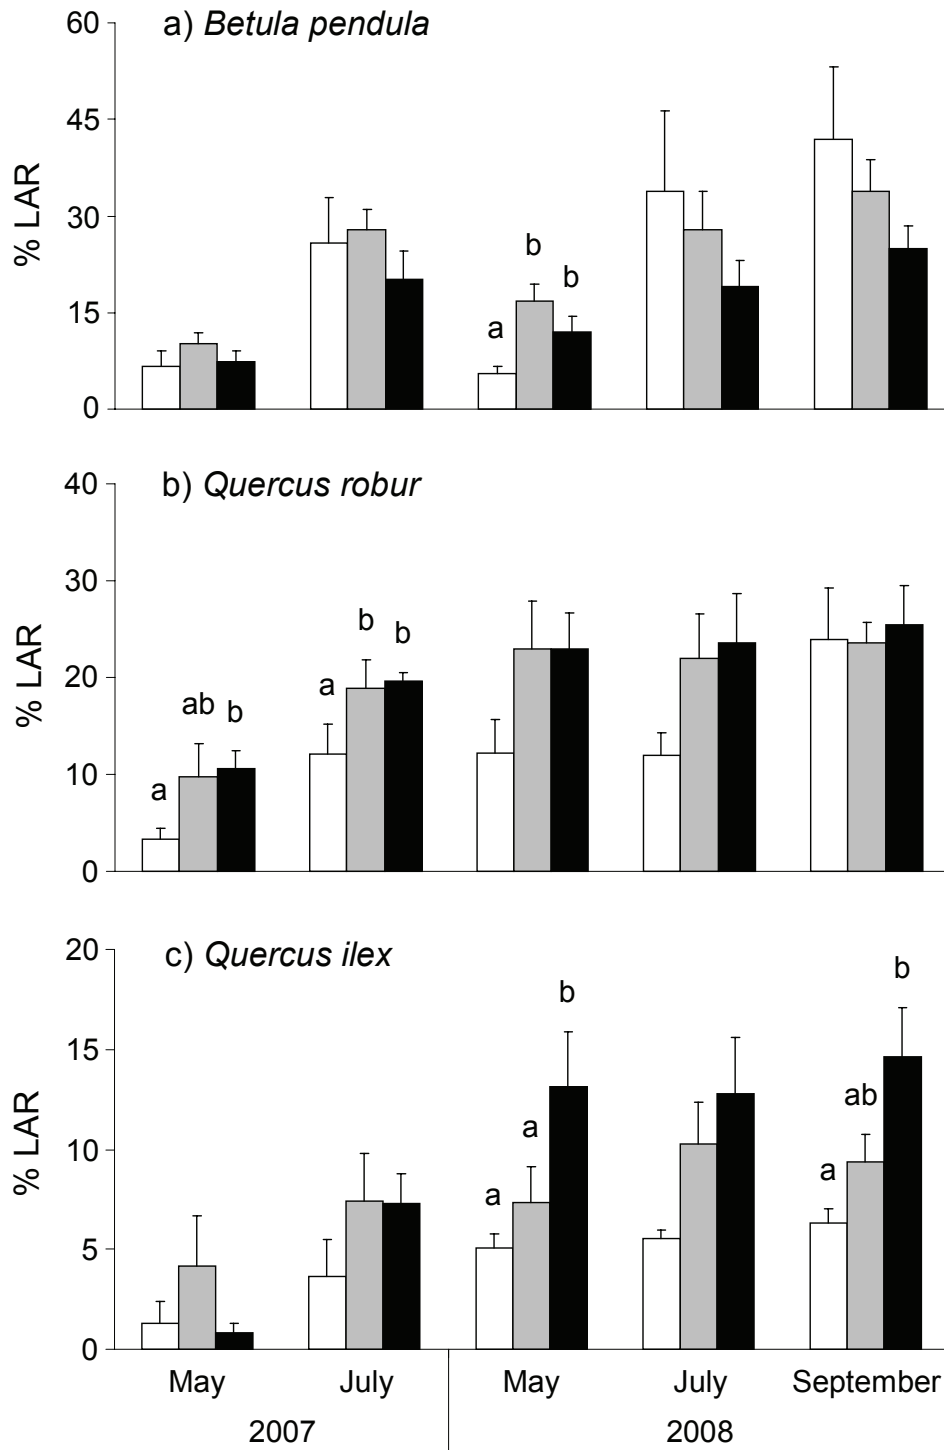 a) Betula pendula
60
45
30
15
0
% LAR
a
b
b
b) Quercus robur
40
30
20
10
0
% LAR
a
ab
b
a
b
b
c) Quercus ilex
20
15
10
5
0
% LAR
a
a
b
a
ab
b
May July May July September
2007 2008